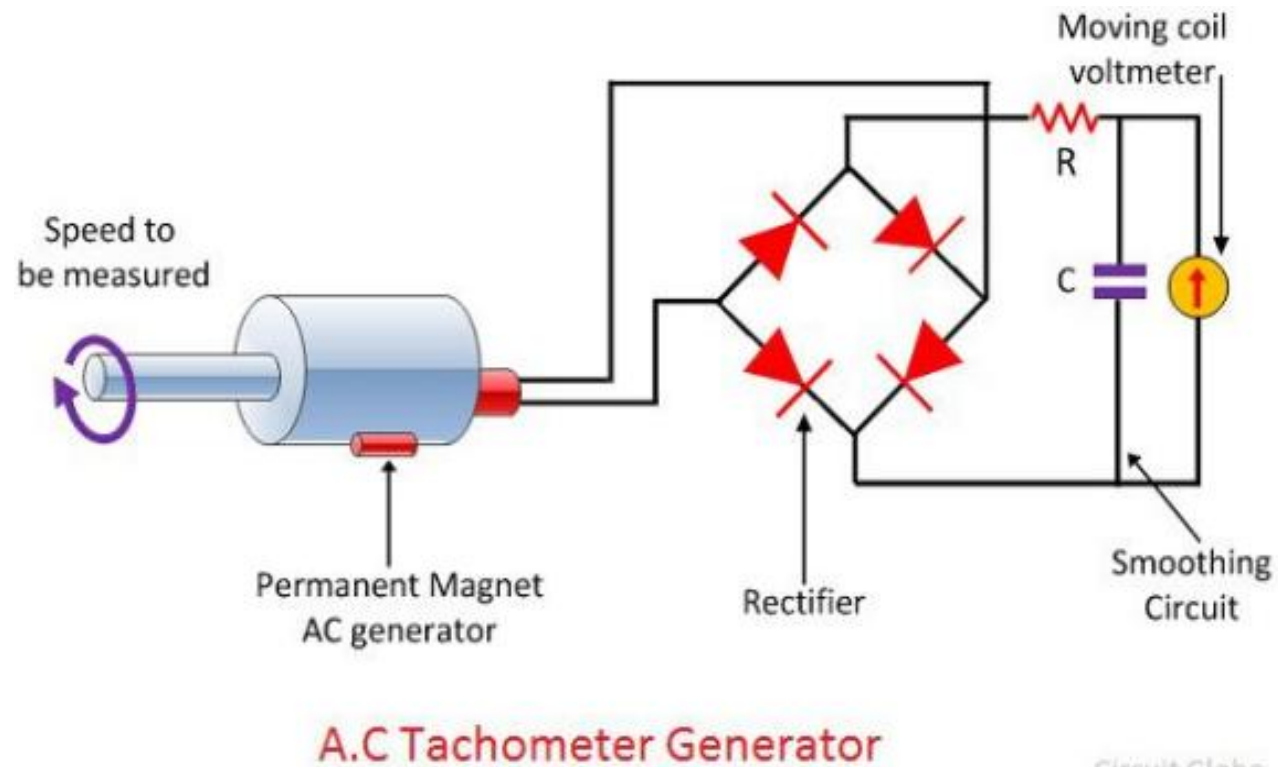 Moving coil
voltmeter
R
Speed to
be measured
C
Permanent Magnet
AC generator
Rectifier
Smoothing
Circuit
A.C Tachometer Generator